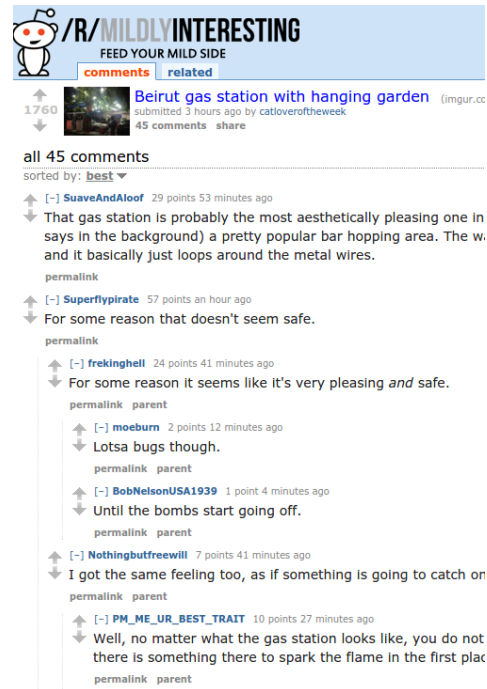 /R/MILDLYINTERESTING
FEED YOUR MILD SIDE
comments related
Beirut gas station with hanging garden (imgur.co
1760
submitted 3 hours ago by catloveroftheweek
45 comments share
all 45 comments
sorted by: best
[–] SuaveAndAloof 29 points 53 minutes ago
That gas station is probably the most aesthetically pleasing one in
says in the background) a pretty popular bar hopping area. The wa
and it basically just loops around the metal wires.
permalink
[–] Superflypirate 57 points an hour ago
For some reason that doesn't seem safe.
permalink
[–] frekinghell 24 points 41 minutes ago
For some reason it seems like it's very pleasing and safe.
permalink parent
[–] moeburn 2 points 12 minutes ago
Lotsa bugs though.
permalink parent
[–] BobNelsonUSA1939 1 point 4 minutes ago
Until the bombs start going off.
permalink parent
[–] Nothingbutfreewill 7 points 41 minutes ago
I got the same feeling too, as if something is going to catch on
permalink parent
[–] PM_ME_UR_BEST_TRAIT 10 points 27 minutes ago
Well, no matter what the gas station looks like, you do not
there is something there to spark the flame in the first plac
permalink parent